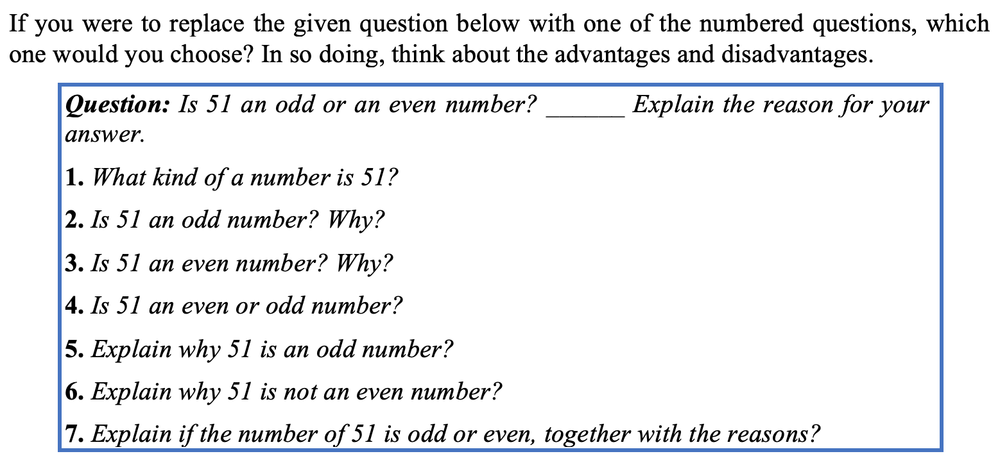 If you were to replace the given question below with one of the numbered questions, which
one would you choose? In so doing, think about the advantages and disadvantages.
Question: Is 51 an odd or an even number? ______ Explain the reason for your
answer.
1. What kind of a number is 51?
2. Is 51 an odd number? Why?
3. Is 51 an even number? Why?
4. Is 51 an even or odd number?
5. Explain why 51 is an odd number?
6. Explain why 51 is not an even number?
7. Explain if the number of 51 is odd or even, together with the reasons?